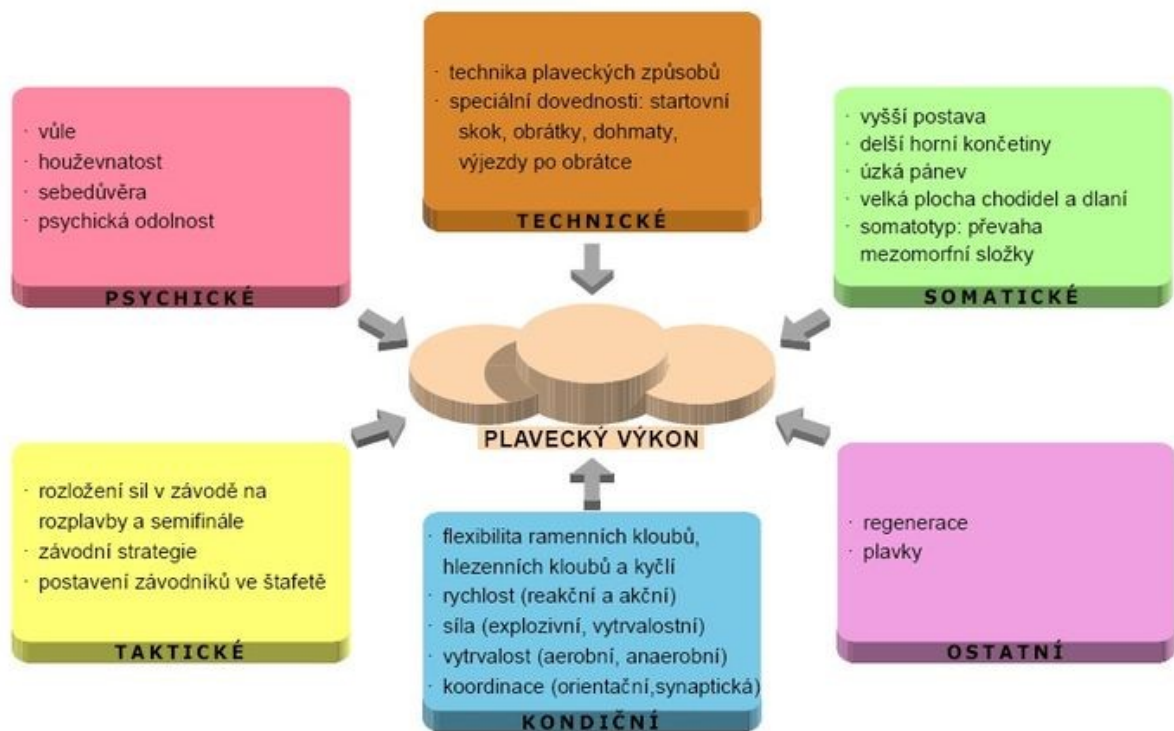 · vůle
· houževnatost
· sebedůvěra
· psychická odolnost
PSYCHICKÉ
· technika plaveckých způsobů
· speciální dovednosti: startovní
skok, obrátky, dohmaty,
výjezdy po obrátce
TECHNICKÉ
· vyšší postava
· delší horní končetiny
· úzká pánev
· velká plocha chodidel a dlaní
· somatotyp: převaha
mezomorfní složky
SOMATICKÉ
PLAVECKÝ VÝKON
· rozložení sil v závodě na
rozplavby a semifinále
· závodní strategie
· postavení závodníků ve štafetě
TAKTICKÉ
· flexibilita ramenních kloubů,
hlezenních kloubů a kyčlí
· rychlost (reakční a akční)
· síla (explozivní, vytrvalostní)
· vytrvalost (aerobní, anaerobní)
· koordinace (orientační,synaptická)
KONDIČNÍ
· regenerace
· plavky
OSTATNÍ